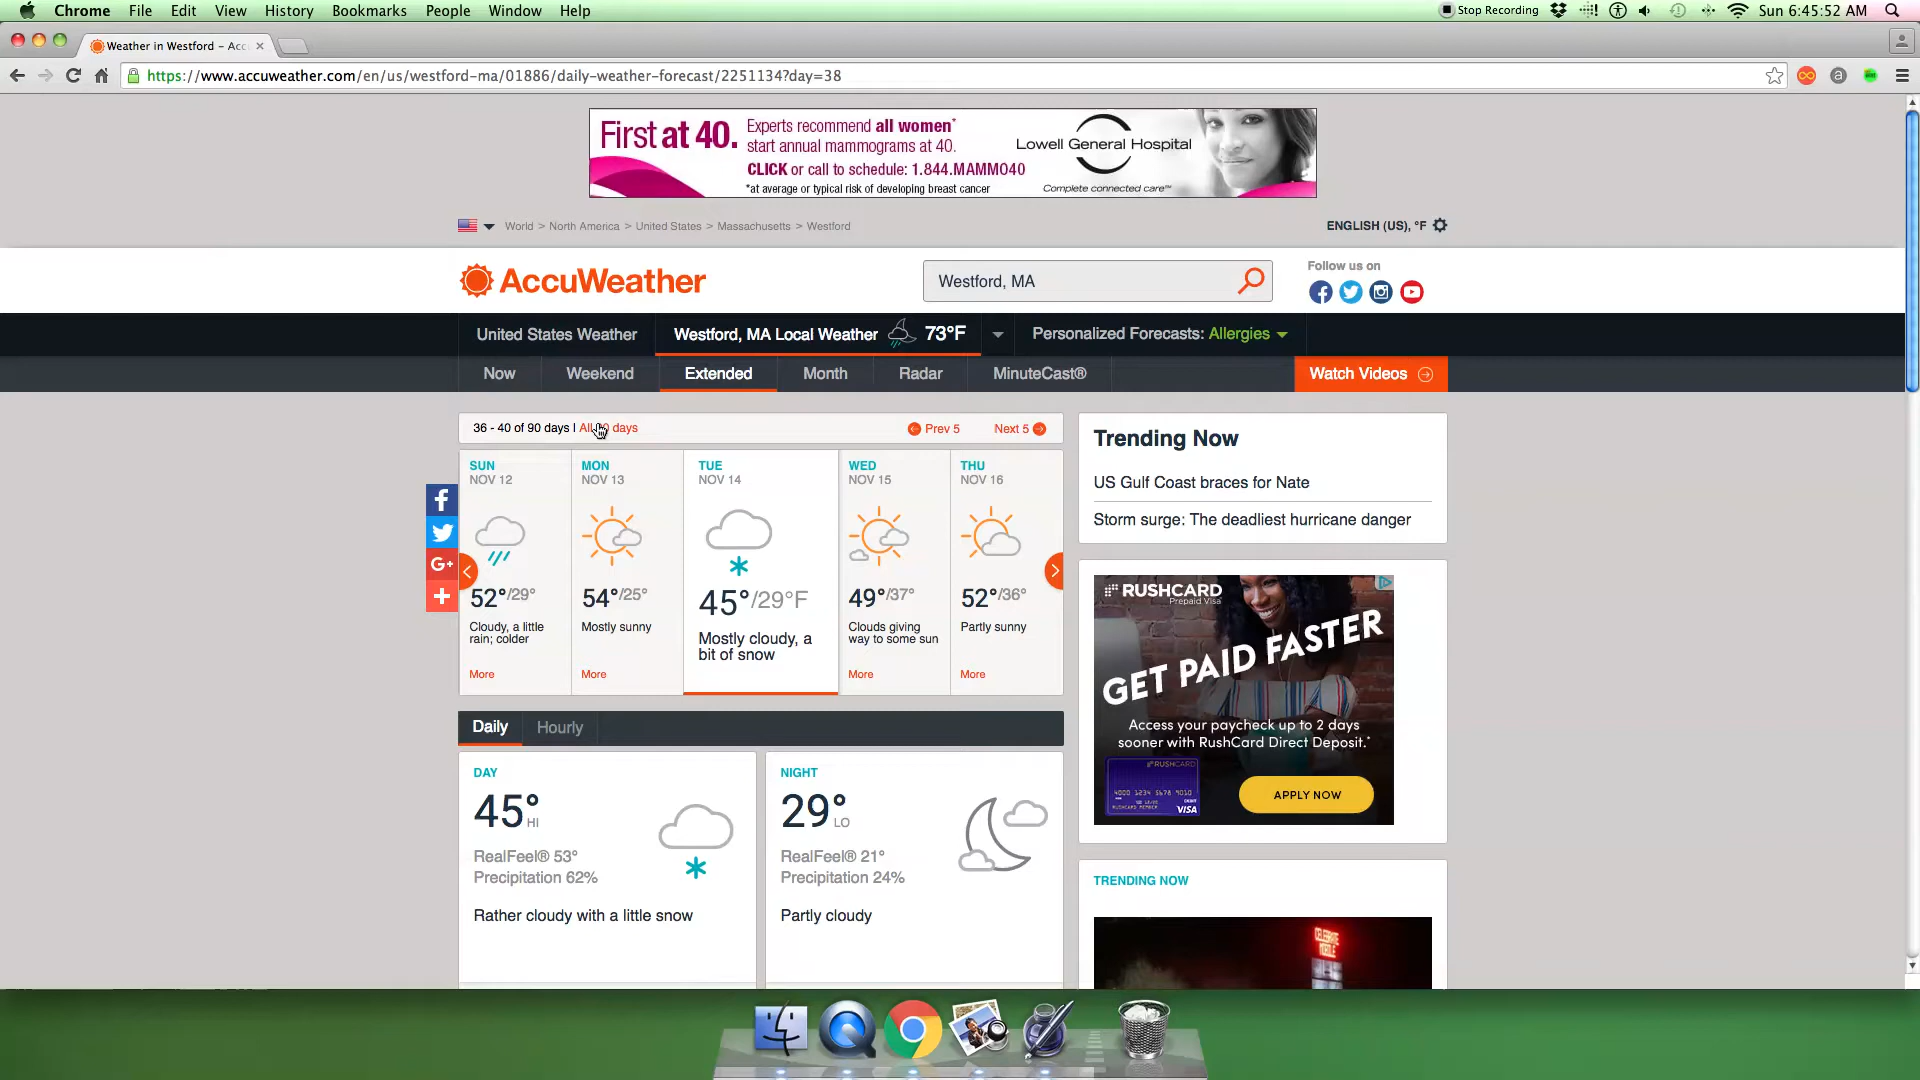 Chrome File Edit View History Bookmarks People Window Help
Stop Recording Sun 6:45:52 AM
Weather in Westford - Acc
https://www.accuweather.com/en/us/westford-ma/01886/daily-weather-forecast/2251134?day=38
First at 40.
Experts recommend all women*
start annual mammograms at 40.
CLICK or call to schedule: 1.844.MAMMO40
*at average or typical risk of developing breast cancer
Lowell General Hospital
Complete connected care℠
World > North America > United States > Massachusetts > Westford
ENGLISH (US), °F
AccuWeather
Westford, MA
Follow us on
United States Weather
Westford, MA Local Weather 73°F
Personalized Forecasts: Allergies
Now Weekend Extended Month Radar MinuteCast®
Watch Videos
36 - 40 of 90 days | All days
Prev 5 Next 5
SUN
NOV 12
52°/29°
Cloudy, a little
rain; colder
More
MON
NOV 13
54°/25°
Mostly sunny
More
TUE
NOV 14
45°/29°F
Mostly cloudy, a
bit of snow
WED
NOV 15
49°/37°
Clouds giving
way to some sun
More
THU
NOV 16
52°/36°
Partly sunny
More
Daily Hourly
DAY
45° HI
RealFeel® 53°
Precipitation 62%
Rather cloudy with a little snow
NIGHT
29° LO
RealFeel® 21°
Precipitation 24%
Partly cloudy
Trending Now
US Gulf Coast braces for Nate
Storm surge: The deadliest hurricane danger
RUSHCARD
Prepaid Visa
GET PAID FASTER
Access your paycheck up to 2 days
sooner with RushCard Direct Deposit.*
RUSHCARD
VISA
APPLY NOW
TRENDING NOW